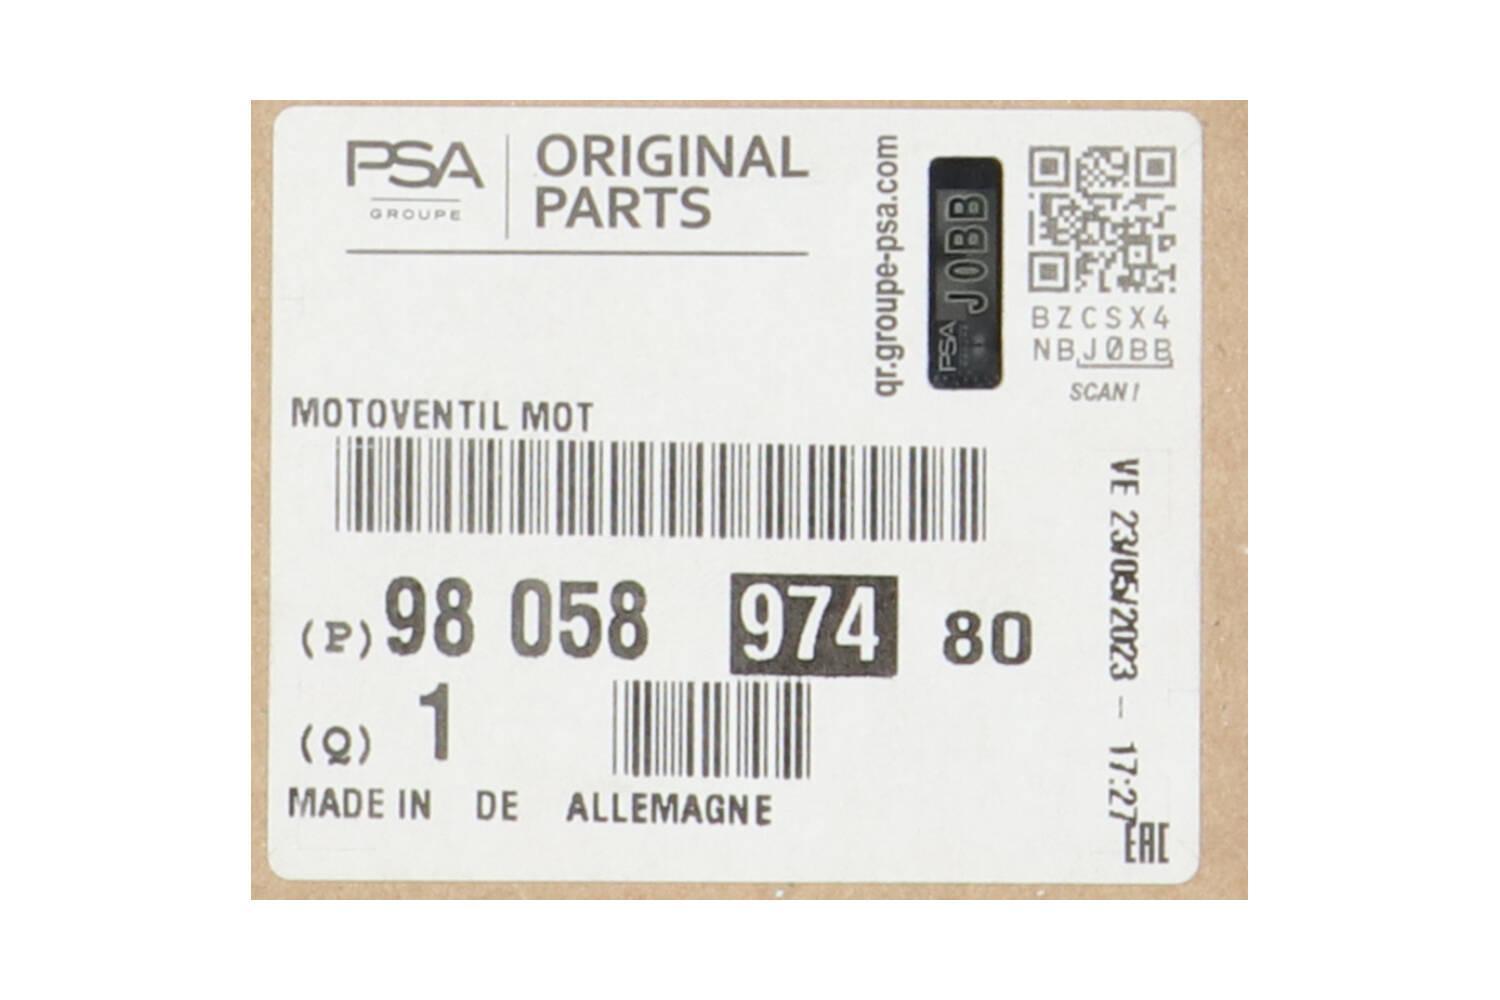 PSA
GROUPE
ORIGINAL
PARTS
qr.groupe-psa.com
PSA
J0BB
BZCSX4
NBJ0BB
SCAN!
MOTOVENTIL MOT
(P) 98 058 974 80
(Q) 1
MADE IN DE ALLEMAGNE
VE 23/05/2023 - 17:27
EAC